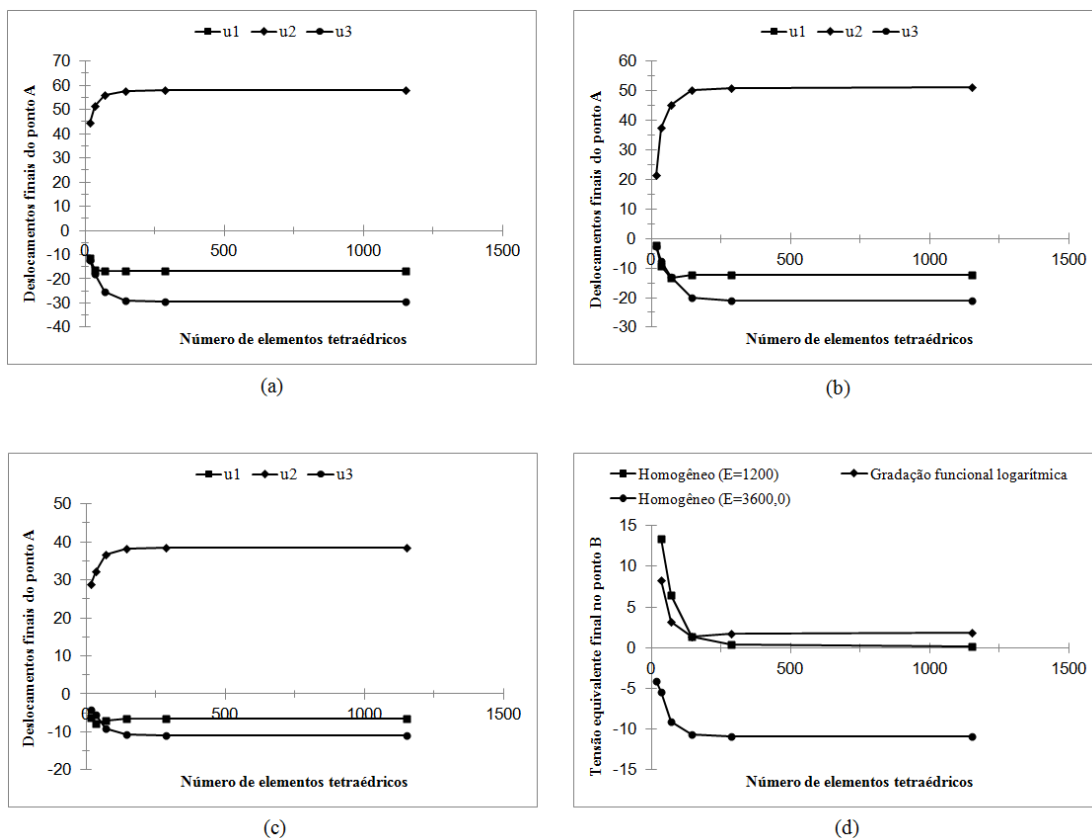 u1 u2 u3
Deslocamentos finais do ponto A
70
60
50
40
30
20
10
0
-10
-20
-30
-40
0 500 1000 1500
Número de elementos tetraédricos
(a)
u1 u2 u3
Deslocamentos finais do ponto A
60
50
40
30
20
10
0
-10
-20
-30
0 500 1000 1500
Número de elementos tetraédricos
(b)
u1 u2 u3
Deslocamentos finais do ponto A
50
40
30
20
10
0
-10
-20
0 500 1000 1500
Número de elementos tetraédricos
(c)
Homogêneo (E=1200) Gradação funcional logarítmica
Homogêneo (E=3600,0)
Tensão equivalente final no ponto B
15
10
5
0
-5
-10
-15
0 500 1000 1500
Número de elementos tetraédricos
(d)